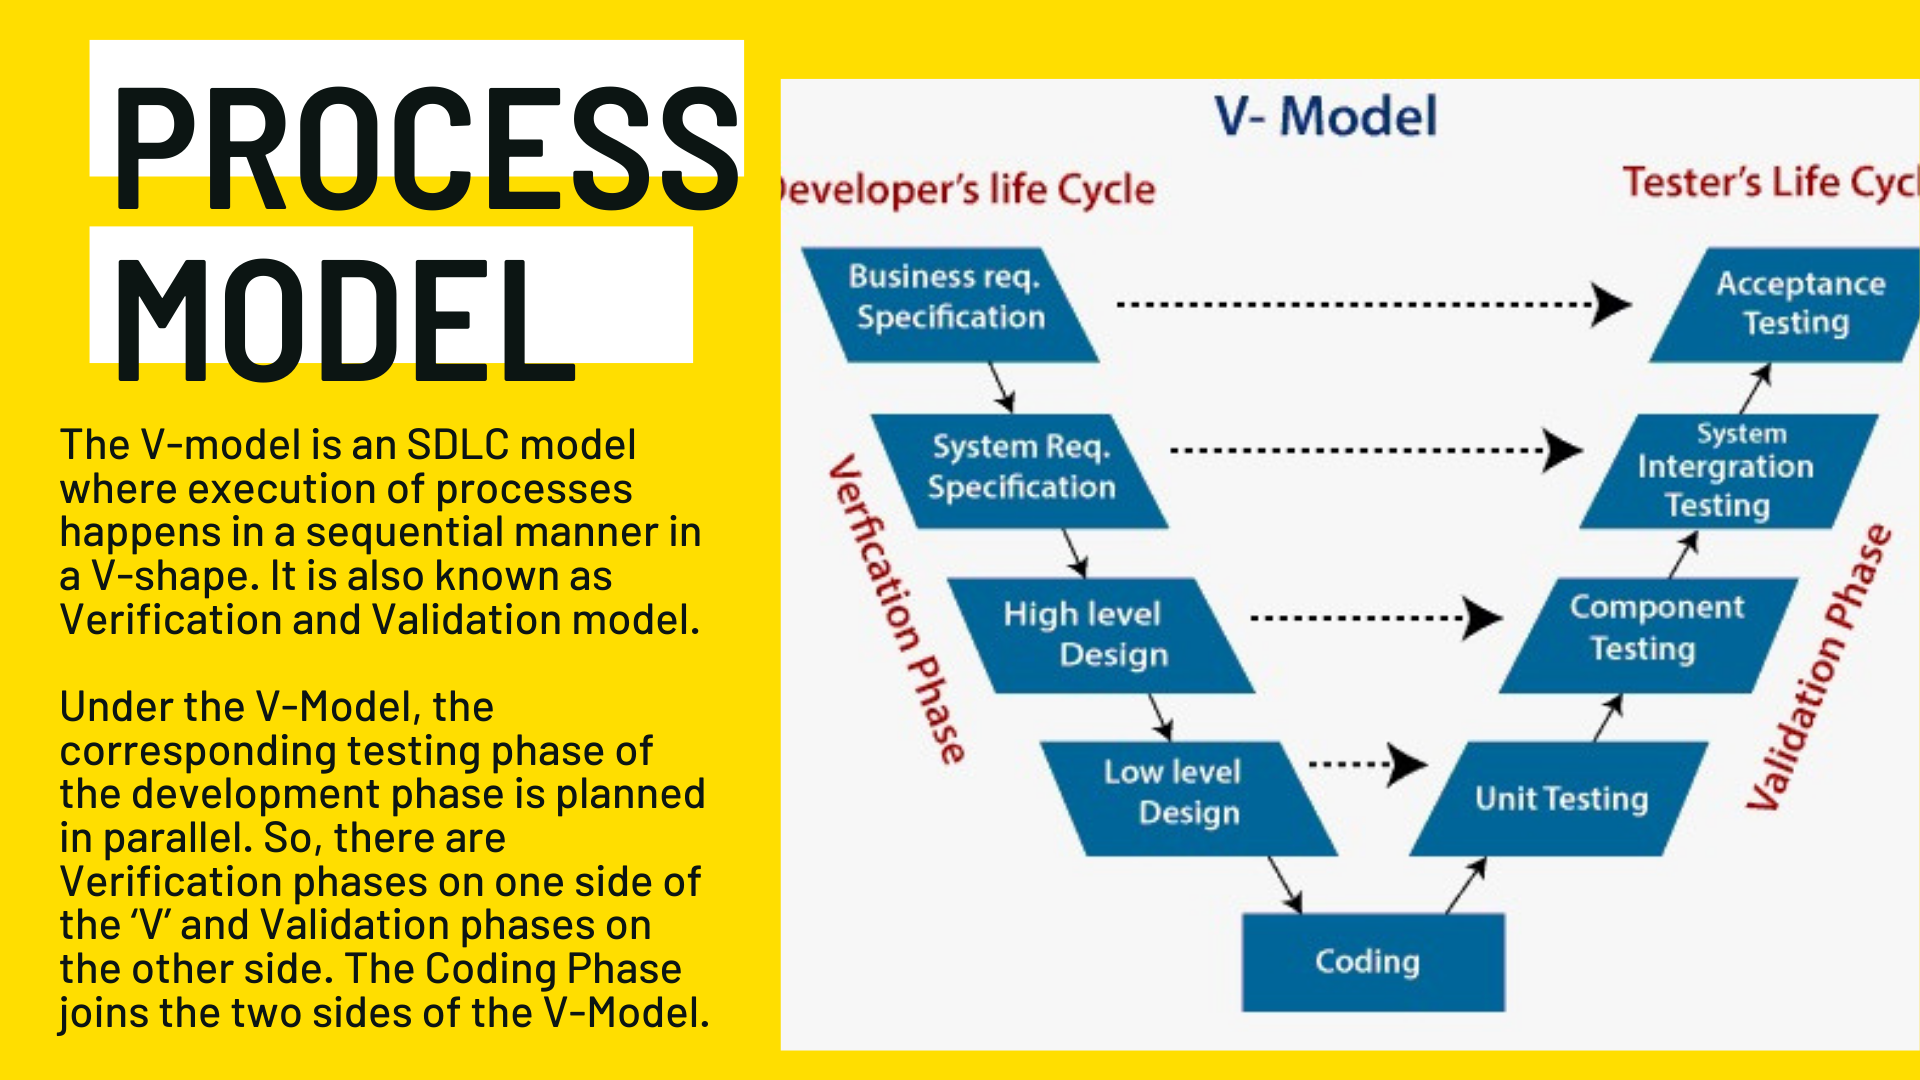 PROCESS
MODEL
The V-model is an SDLC model
where execution of processes
happens in a sequential manner in
a V-shape. It is also known as
Verification and Validation model.
Under the V-Model, the
corresponding testing phase of
the development phase is planned
in parallel. So, there are
Verification phases on one side of
the ‘V’ and Validation phases on
the other side. The Coding Phase
joins the two sides of the V-Model.
V- Model
Developer’s life Cycle
Tester’s Life Cycl
Business req.
Specification
Acceptance
Testing
System Req.
Specification
System
Intergration
Testing
Verfication Phase
High level
Design
Component
Testing
Validation Phase
Low level
Design
Unit Testing
Coding